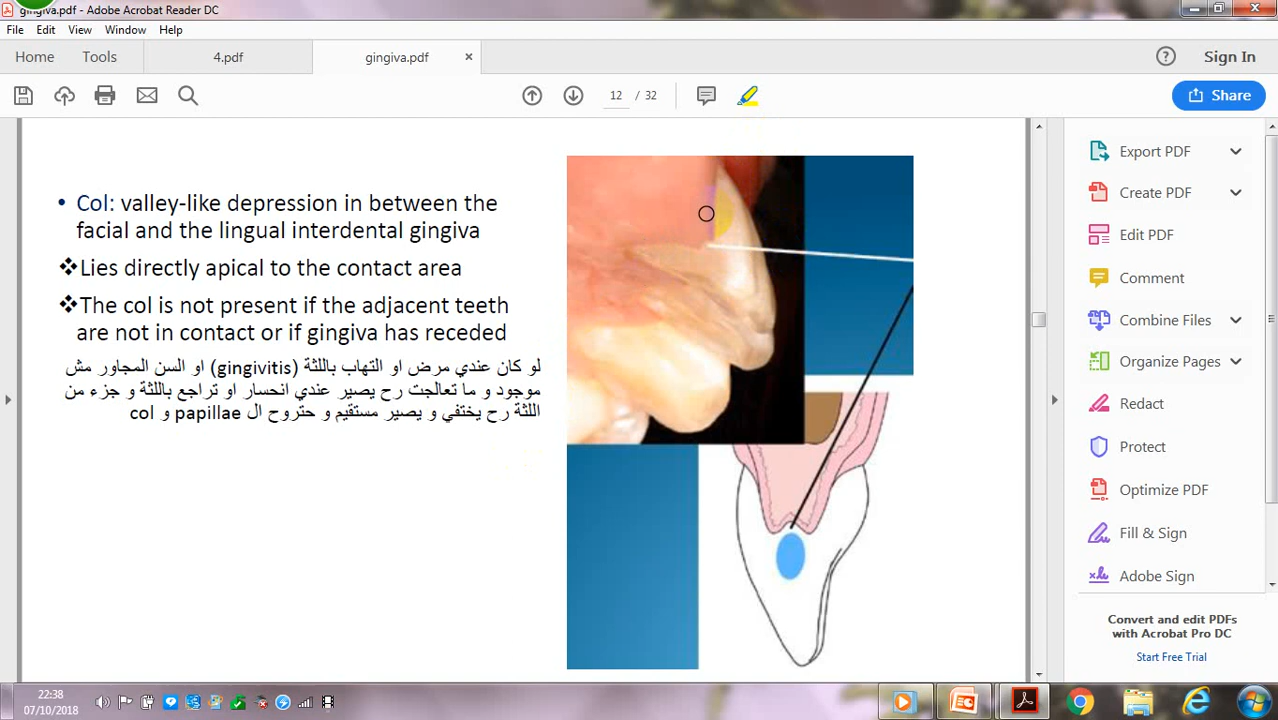 gingiva.pdf - Adobe Acrobat Reader DC
File Edit View Window Help
Home Tools 4.pdf gingiva.pdf × ? Sign In
12 / 32 Share
• Col: valley-like depression in between the
facial and the lingual interdental gingiva
❖Lies directly apical to the contact area
❖The col is not present if the adjacent teeth
are not in contact or if gingiva has receded
لو كان عندي مرض او التهاب باللثة (gingivitis) او السن المجاور مش
موجود و ما تعالجت رح يصير عندي انحسار او تراجع باللثة و جزء من
اللثة رح يختفي و يصير مستقيم و حتروح ال papillae و col
Export PDF
Create PDF
Edit PDF
Comment
Combine Files
Organize Pages
Redact
Protect
Optimize PDF
Fill & Sign
Adobe Sign
Convert and edit PDFs
with Acrobat Pro DC
Start Free Trial
22:38
07/10/2018